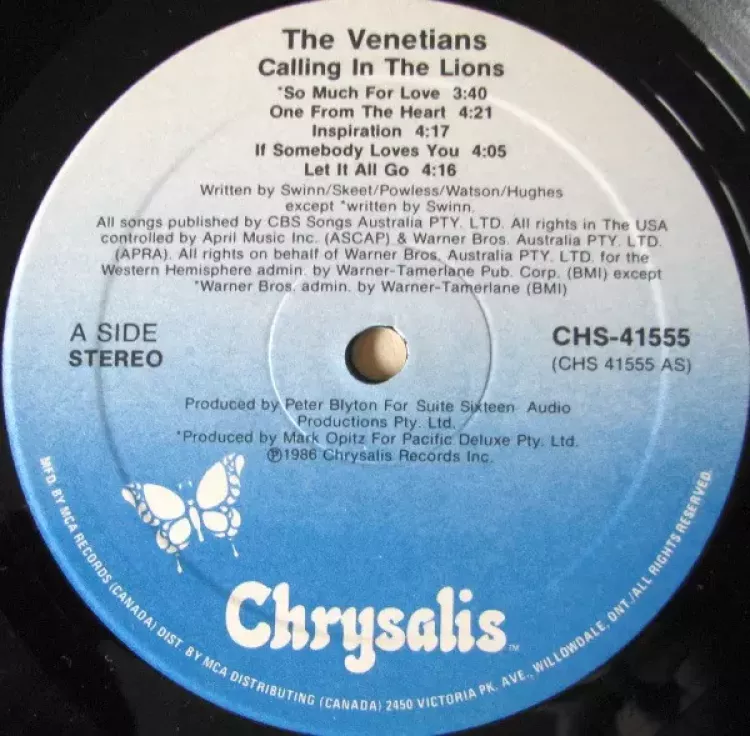 The Venetians
Calling In The Lions
*So Much For Love 3:40
One From The Heart 4:21
Inspiration 4:17
If Somebody Loves You 4:05
Let It All Go 4:16
Written by Swinn/Skeet/Powless/Watson/Hughes
except *written by Swinn.
All songs published by CBS Songs Australia PTY. LTD. All rights in The USA
controlled by April Music Inc. (ASCAP) & Warner Bros. Australia PTY. LTD.
(APRA). All rights on behalf of Warner Bros. Australia PTY. LTD. for the
Western Hemisphere admin. by Warner-Tamerlane Pub. Corp. (BMI) except
*Warner Bros. admin. by Warner-Tamerlane (BMI)
A SIDE
STEREO
CHS-41555
(CHS 41555 AS)
Produced by Peter Blyton For Suite Sixteen Audio
Productions Pty. Ltd.
*Produced by Mark Opitz For Pacific Deluxe Pty. Ltd.
℗1986 Chrysalis Records Inc.
Chrysalis™
MFD. BY MCA RECORDS (CANADA) DIST. BY MCA DISTRIBUTING (CANADA) 2450 VICTORIA PK. AVE., WILLOWDALE, ONT./ALL RIGHTS RESERVED.